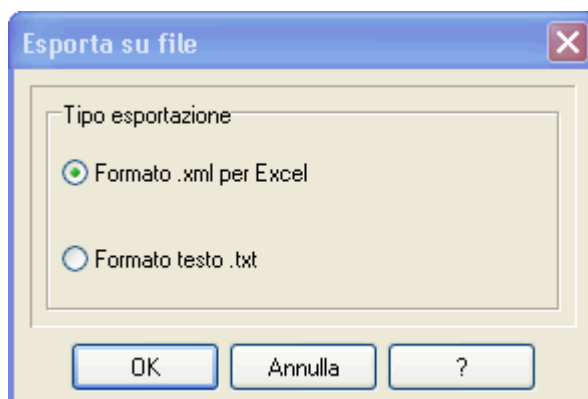 Esporta su file
Tipo esportazione
Formato .xml per Excel
Formato testo .txt
OK Annulla ?